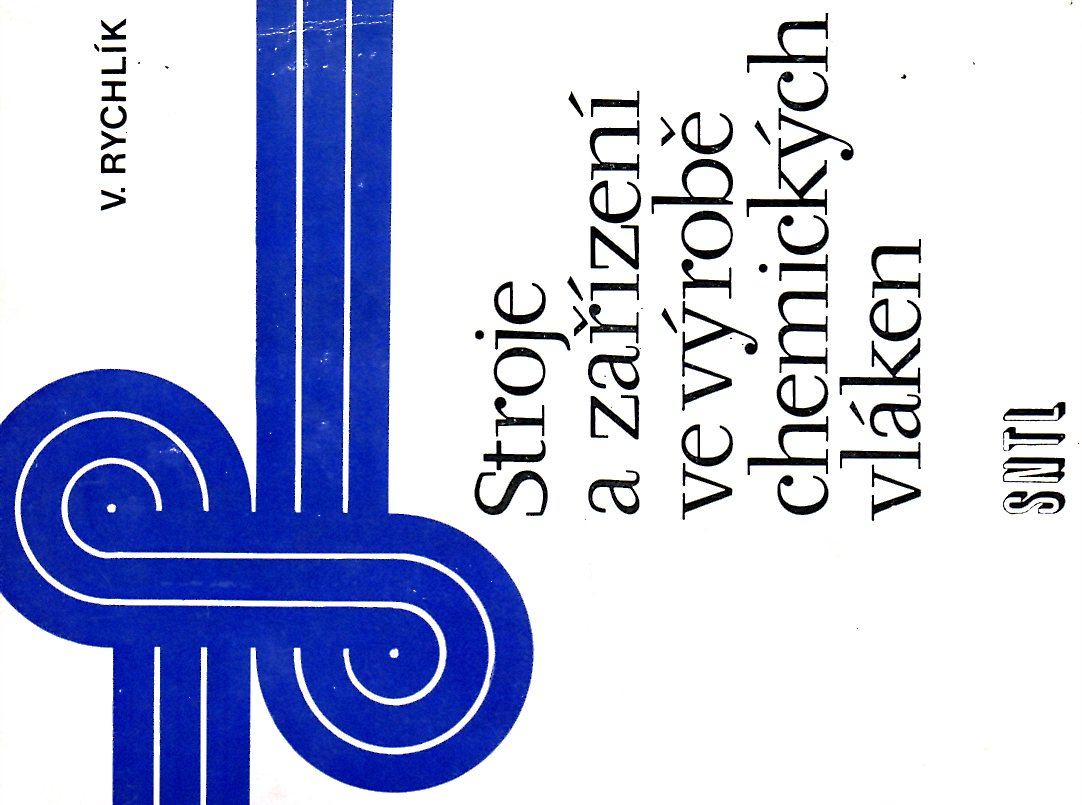 V. RYCHLÍK
Stroje
a zařízení
ve výrobě
chemických
vláken
SNTL